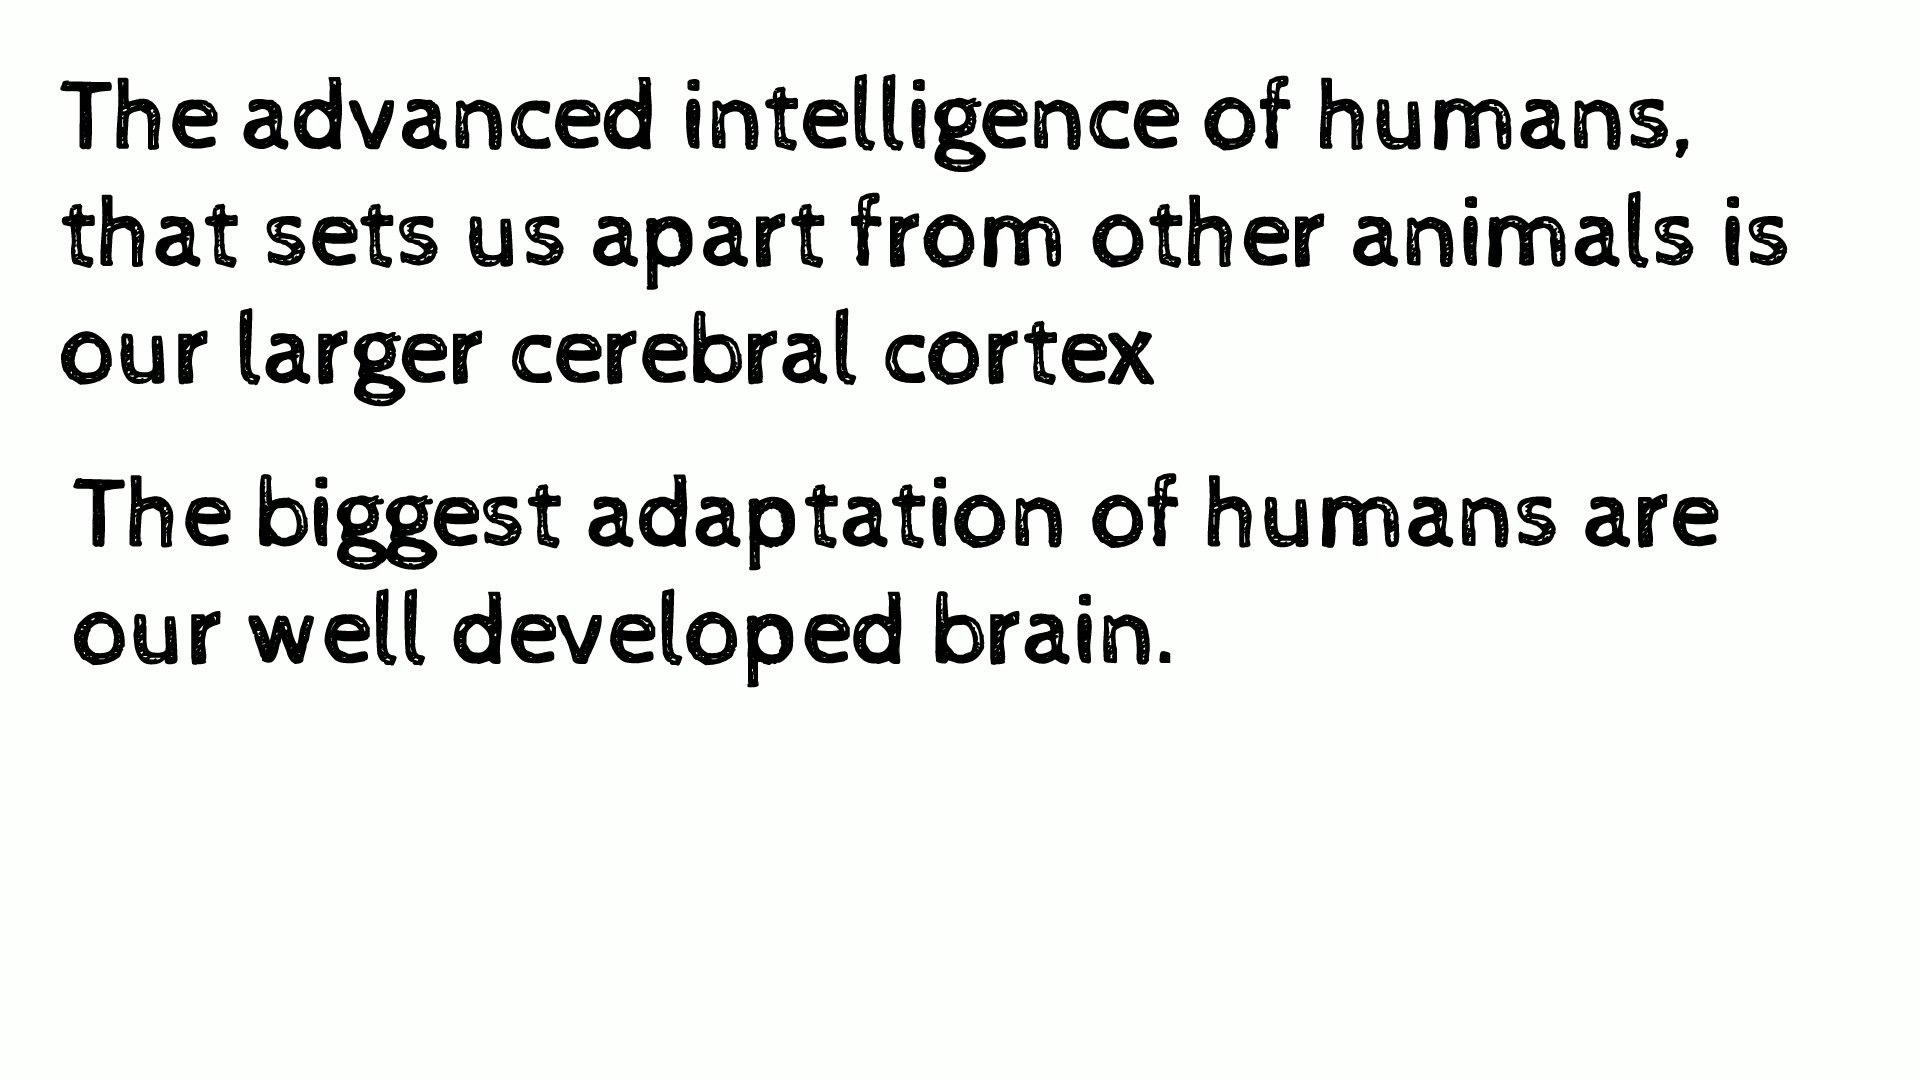 The advanced intelligence of humans,
that sets us apart from other animals is
our larger cerebral cortex
The biggest adaptation of humans are
our well developed brain.